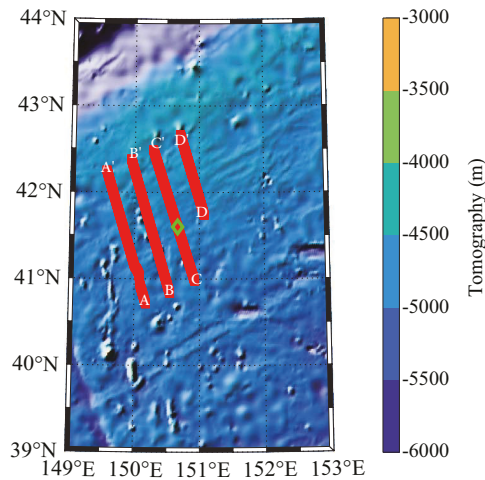 44°N
43°N
42°N
41°N
40°N
39°N
149°E 150°E 151°E 152°E 153°E
A' B' C' D'
A B C D
-3000
-3500
-4000
-4500
-5000
-5500
-6000
Tomography (m)